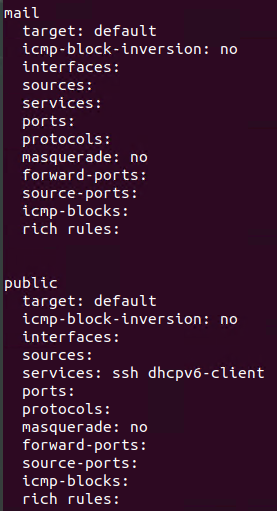 mail
  target: default
  icmp-block-inversion: no
  interfaces:
  sources:
  services:
  ports:
  protocols:
  masquerade: no
  forward-ports:
  source-ports:
  icmp-blocks:
  rich rules:

public
  target: default
  icmp-block-inversion: no
  interfaces:
  sources:
  services: ssh dhcpv6-client
  ports:
  protocols:
  masquerade: no
  forward-ports:
  source-ports:
  icmp-blocks:
  rich rules: